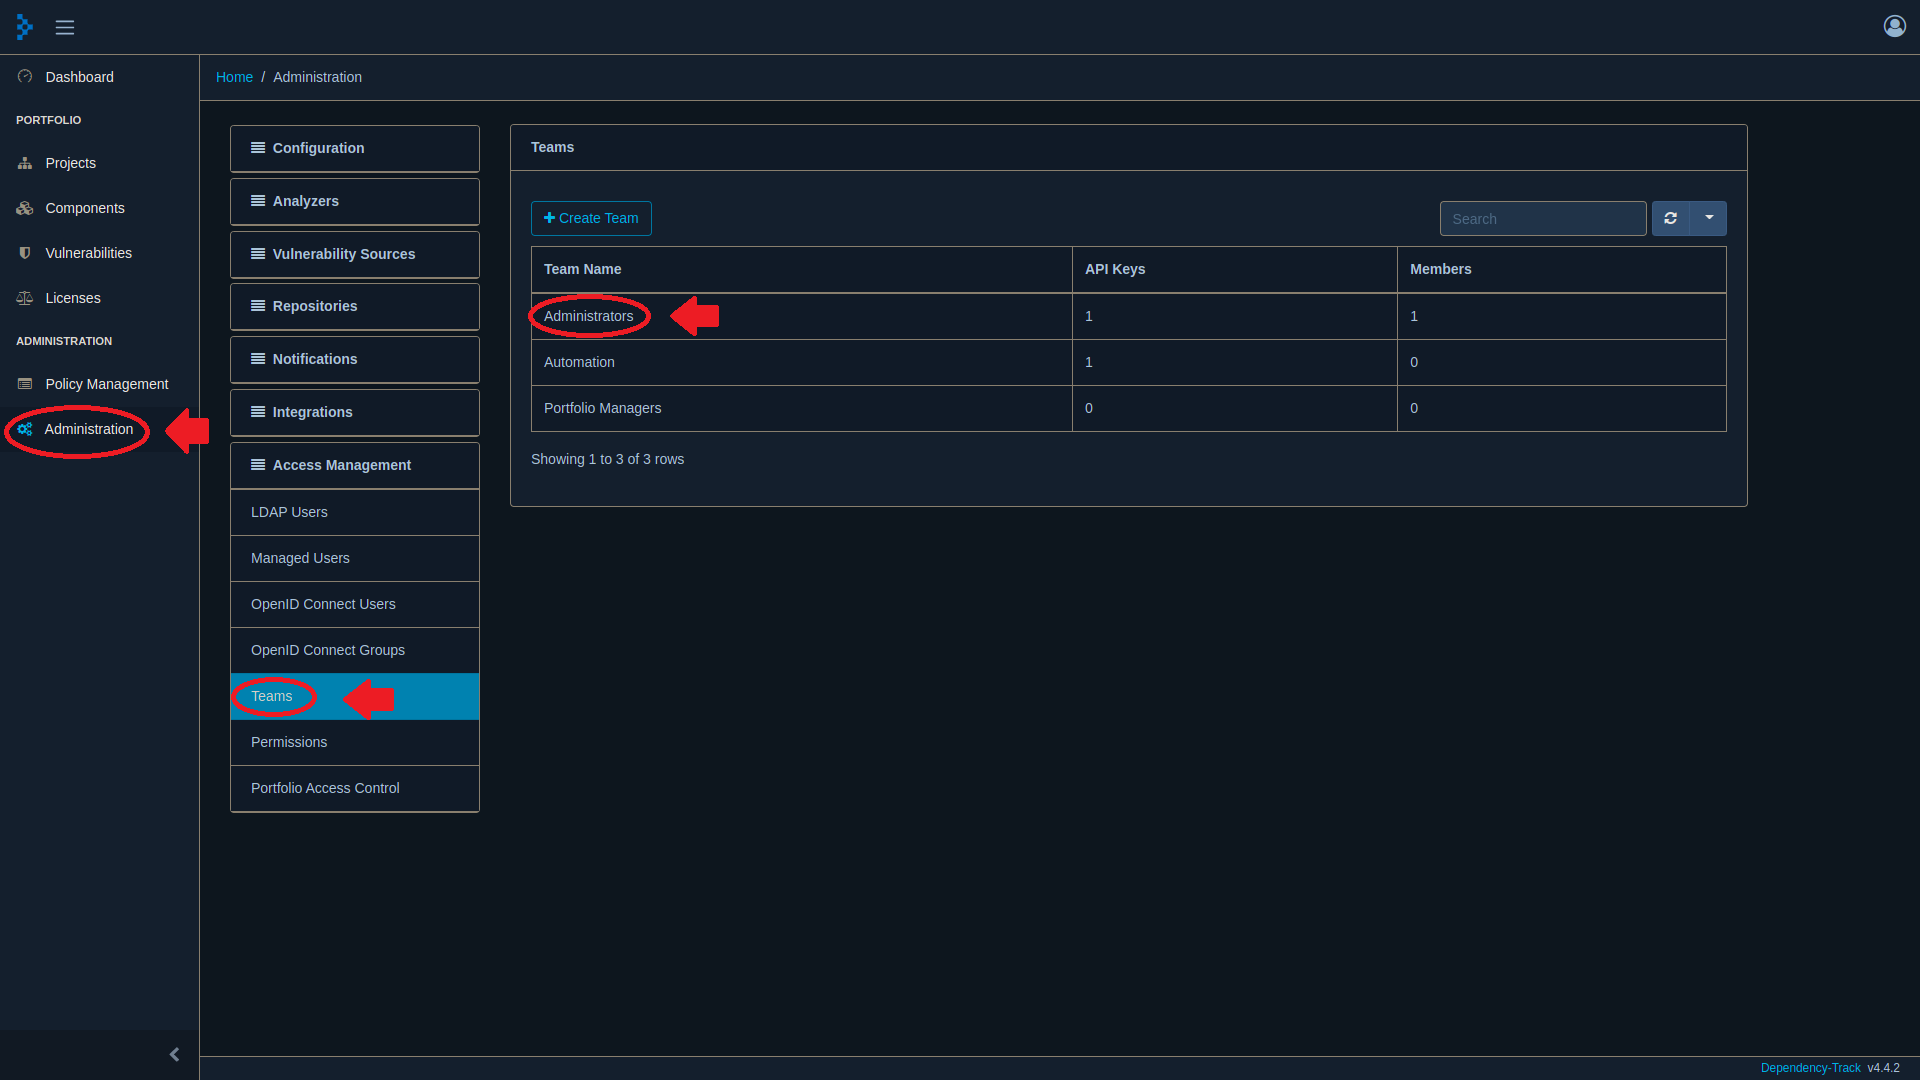 Dashboard
PORTFOLIO
Projects
Components
Vulnerabilities
Licenses
ADMINISTRATION
Policy Management
Administration
Home / Administration
Configuration
Analyzers
Vulnerability Sources
Repositories
Notifications
Integrations
Access Management
LDAP Users
Managed Users
OpenID Connect Users
OpenID Connect Groups
Teams
Permissions
Portfolio Access Control
Teams
Create Team
Search
Team Name API Keys Members
Administrators 1 1
Automation 1 0
Portfolio Managers 0 0
Showing 1 to 3 of 3 rows
Dependency-Track v4.4.2